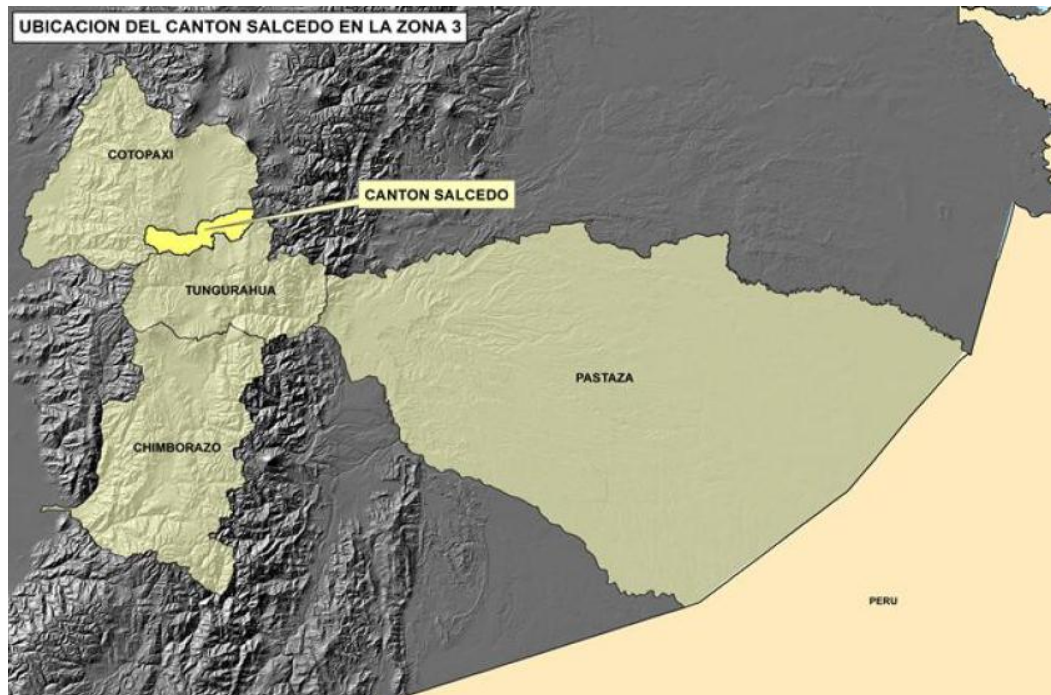 UBICACION DEL CANTON SALCEDO EN LA ZONA 3
COTOPAXI
CANTON SALCEDO
TUNGURAHUA
PASTAZA
CHIMBORAZO
PERU